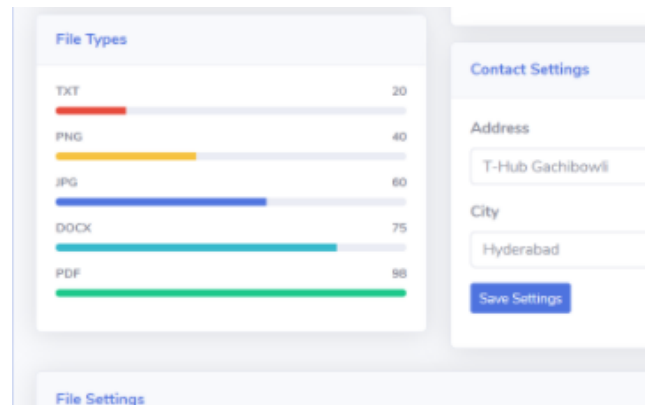 File Types
TXT 20
PNG 40
JPG 60
DOCX 75
PDF 98
Contact Settings
Address
T-Hub Gachibowli
City
Hyderabad
Save Settings
File Settings